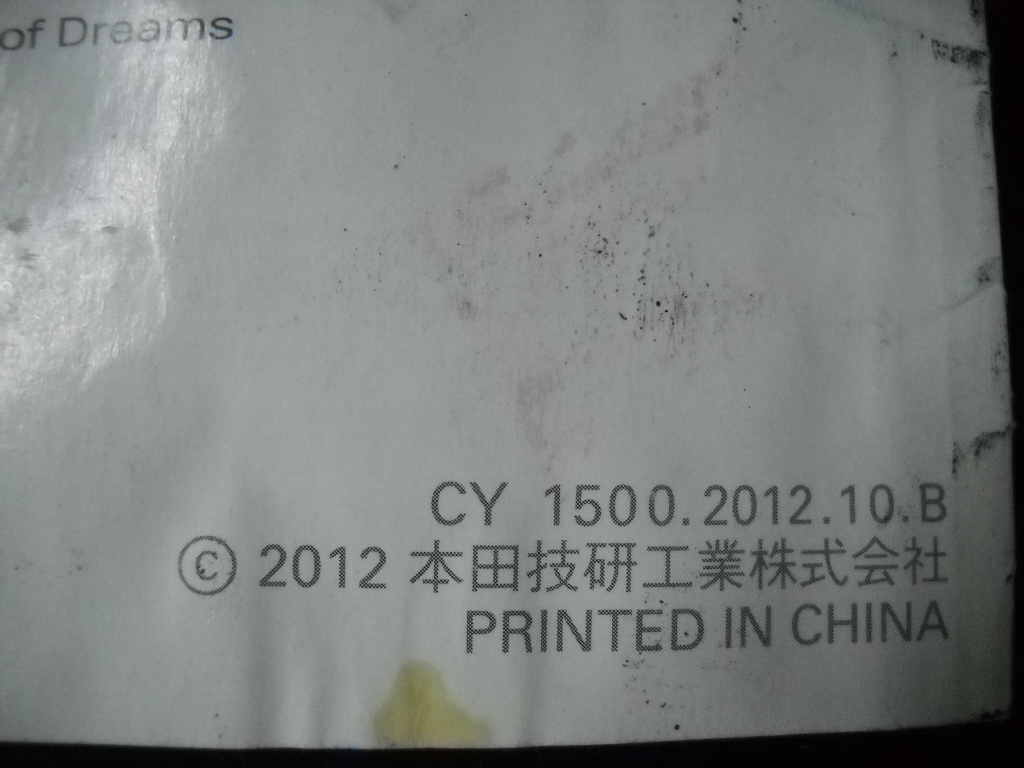 of Dreams
CY 1500.2012.10.B
© 2012 本田技研工業株式会社
PRINTED IN CHINA